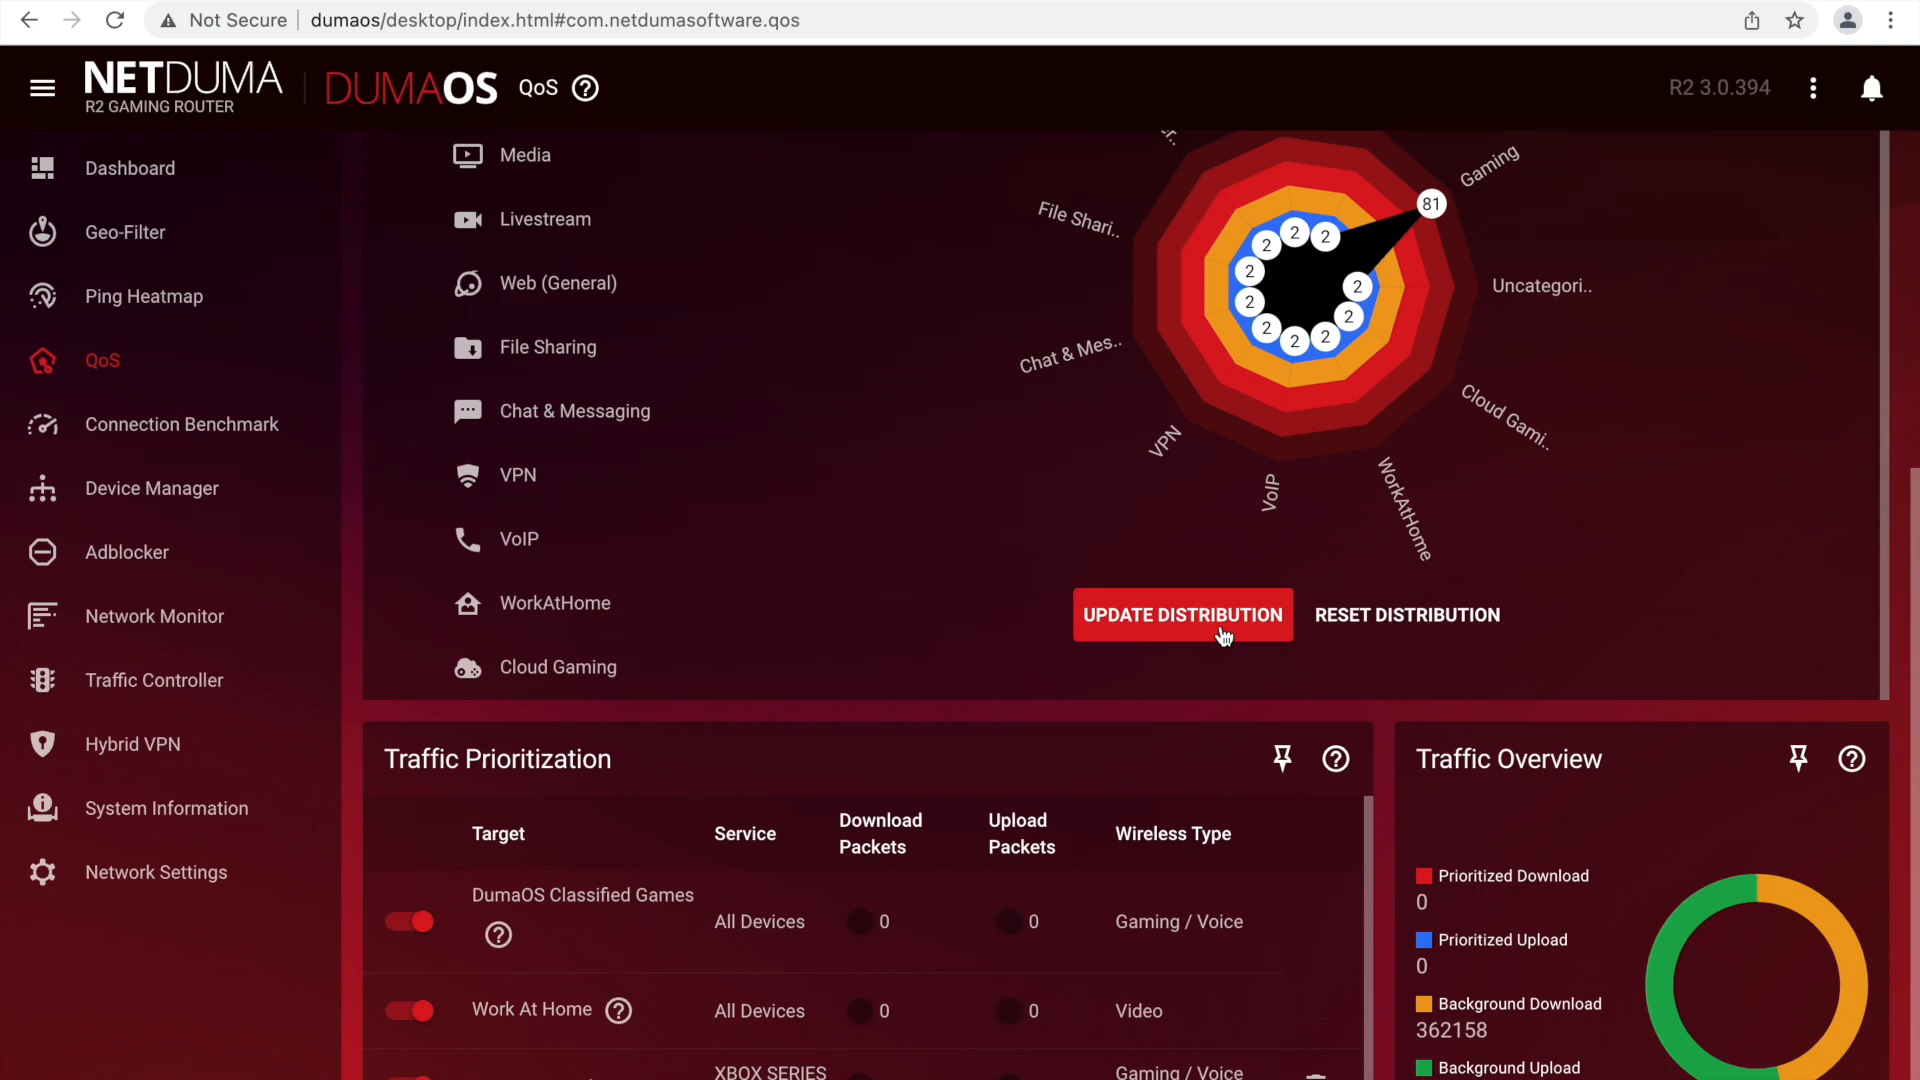 Not Secure
dumaos/desktop/index.html#com.netdumasoftware.qos
NETDUMA
R2 GAMING ROUTER
DUMAOS
QoS
R2 3.0.394
Dashboard
Geo-Filter
Ping Heatmap
QoS
Connection Benchmark
Device Manager
Adblocker
Network Monitor
Traffic Controller
Hybrid VPN
System Information
Network Settings
Media
Livestream
Web (General)
File Sharing
Chat & Messaging
VPN
VoIP
WorkAtHome
Cloud Gaming
Gaming
Uncategori..
Cloud Gami..
WorkAtHome
VoIP
VPN
Chat & Mes..
File Shari..
81
2
2
2
2
2
2
2
2
2
2
UPDATE DISTRIBUTION
RESET DISTRIBUTION
Traffic Prioritization
Target
Service
Download
Packets
Upload
Packets
Wireless Type
DumaOS Classified Games
All Devices
0
0
Gaming / Voice
Work At Home
All Devices
0
0
Video
XBOX SERIES
Gaming / Voice
Traffic Overview
Prioritized Download
0
Prioritized Upload
0
Background Download
362158
Background Upload